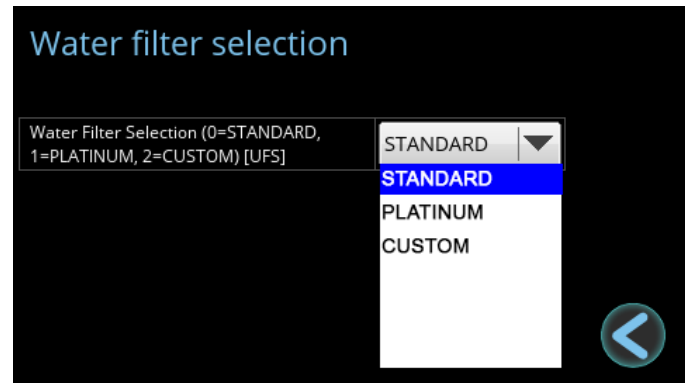 Water filter selection
Water Filter Selection (0=STANDARD,
1=PLATINUM, 2=CUSTOM) [UFS]
STANDARD
STANDARD
PLATINUM
CUSTOM